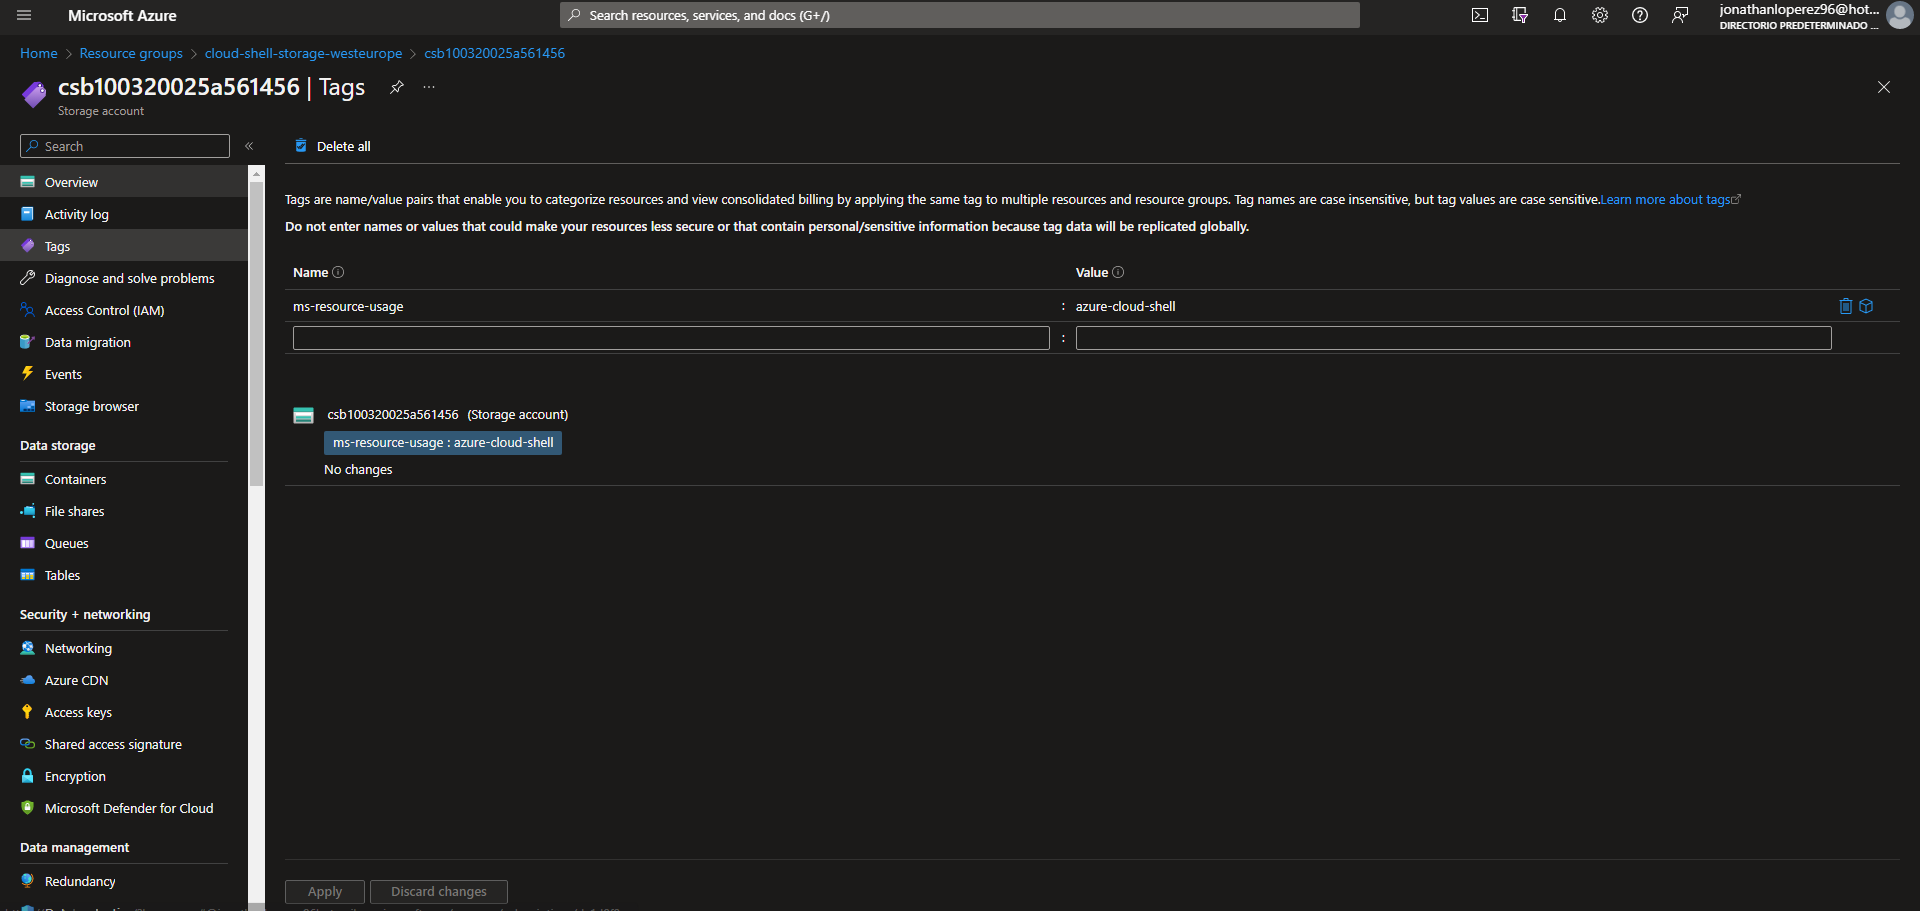 Microsoft Azure
Search resources, services, and docs (G+/)
jonathanloperez96@hot...
DIRECTORIO PREDETERMINADO ...
Home > Resource groups > cloud-shell-storage-westeurope > csb100320025a561456
csb100320025a561456 | Tags
Storage account
Search
Overview
Activity log
Tags
Diagnose and solve problems
Access Control (IAM)
Data migration
Events
Storage browser
Data storage
Containers
File shares
Queues
Tables
Security + networking
Networking
Azure CDN
Access keys
Shared access signature
Encryption
Microsoft Defender for Cloud
Data management
Redundancy
Delete all
Tags are name/value pairs that enable you to categorize resources and view consolidated billing by applying the same tag to multiple resources and resource groups. Tag names are case insensitive, but tag values are case sensitive.Learn more about tags
Do not enter names or values that could make your resources less secure or that contain personal/sensitive information because tag data will be replicated globally.
Name Value
ms-resource-usage : azure-cloud-shell
:
csb100320025a561456 (Storage account)
ms-resource-usage : azure-cloud-shell
No changes
Apply Discard changes